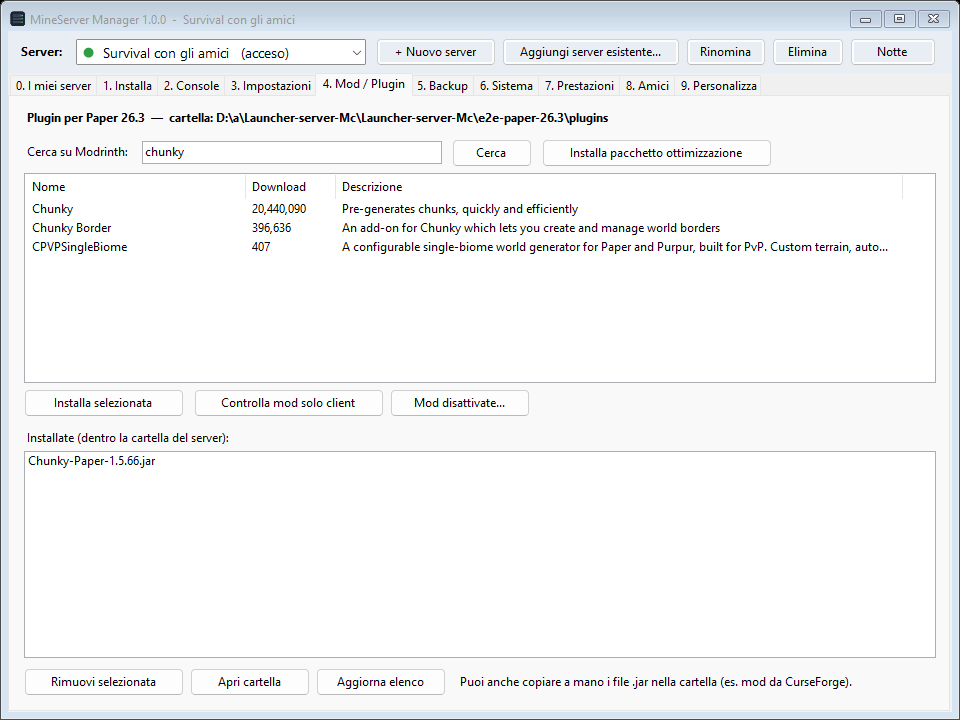 MineServer Manager 1.0.0 - Survival con gli amici
Server: Survival con gli amici (acceso) + Nuovo server Aggiungi server esistente... Rinomina Elimina Notte
0. I miei server 1. Installa 2. Console 3. Impostazioni 4. Mod / Plugin 5. Backup 6. Sistema 7. Prestazioni 8. Amici 9. Personalizza
Plugin per Paper 26.3 — cartella: D:\a\Launcher-server-Mc\Launcher-server-Mc\e2e-paper-26.3\plugins
Cerca su Modrinth: chunky Cerca Installa pacchetto ottimizzazione
Nome Download Descrizione
Chunky 20,440,090 Pre-generates chunks, quickly and efficiently
Chunky Border 396,636 An add-on for Chunky which lets you create and manage world borders
CPVPSingleBiome 407 A configurable single-biome world generator for Paper and Purpur, built for PvP. Custom terrain, auto...
Installa selezionata Controlla mod solo client Mod disattivate...
Installate (dentro la cartella del server):
Chunky-Paper-1.5.66.jar
Rimuovi selezionata Apri cartella Aggiorna elenco Puoi anche copiare a mano i file .jar nella cartella (es. mod da CurseForge).